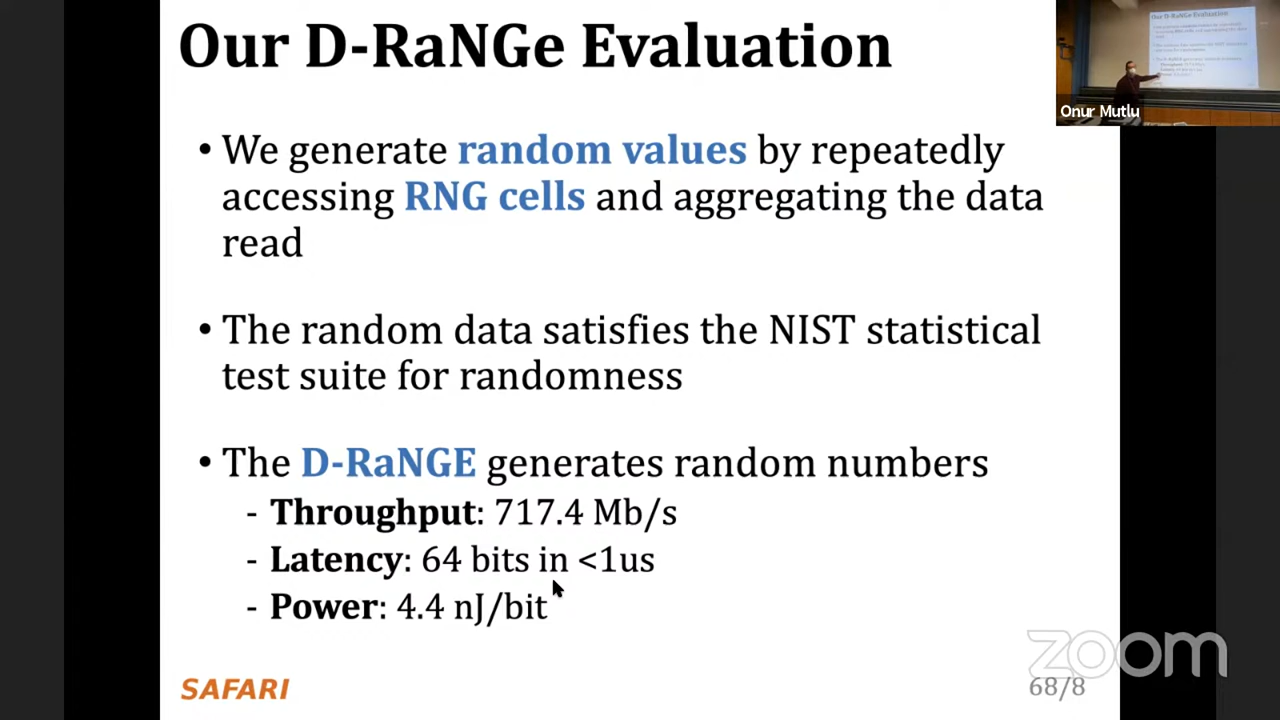 Our D-RaNGe Evaluation
Onur Mutlu
• We generate random values by repeatedly
accessing RNG cells and aggregating the data
read
• The random data satisfies the NIST statistical
test suite for randomness
• The D-RaNGE generates random numbers
- Throughput: 717.4 Mb/s
- Latency: 64 bits in <1us
- Power: 4.4 nJ/bit
zoom
SAFARI
68/8